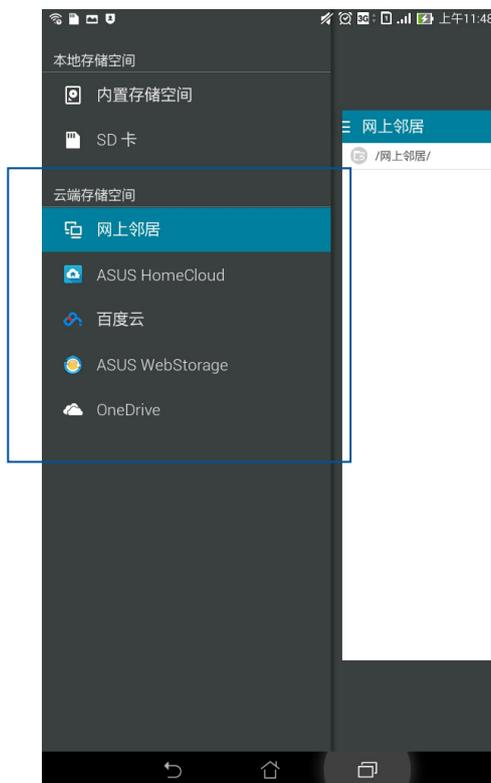 3G 1 上午11:48
本地存储空间
内置存储空间
SD 卡
云端存储空间
网上邻居
ASUS HomeCloud
百度云
ASUS WebStorage
OneDrive
网上邻居
/网上邻居/